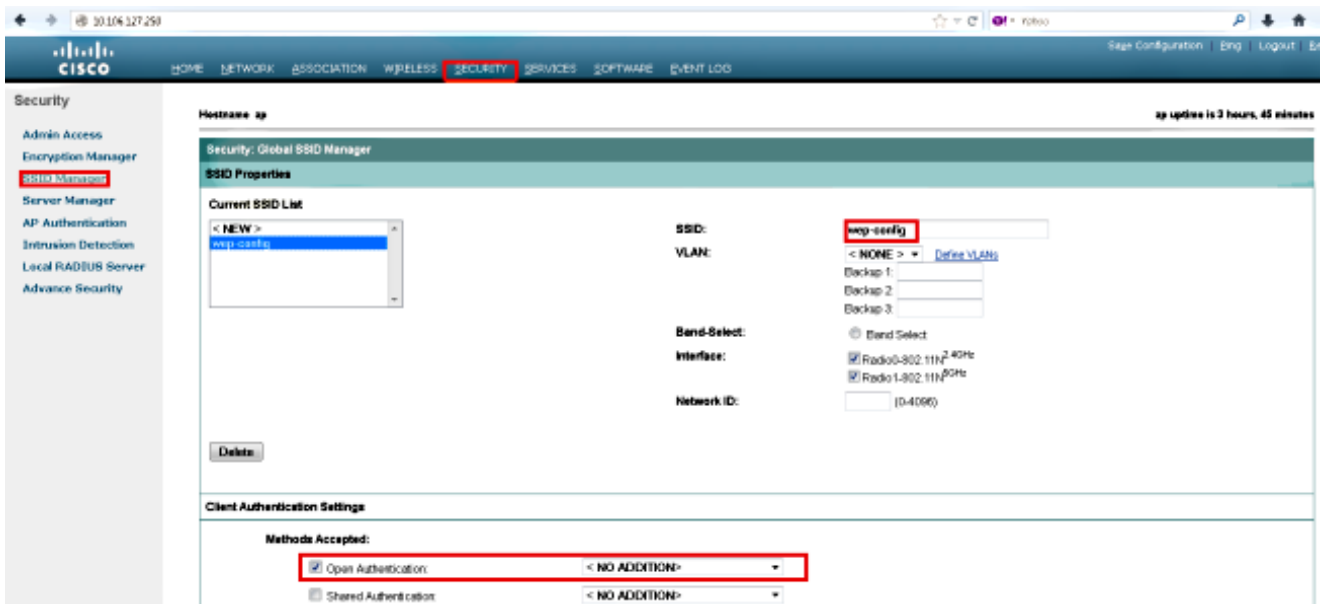 10.106.127.250
Save Configuration | Ping | Logout |
CISCO
HOME NETWORK ASSOCIATION WIRELESS SECURITY SERVICES SOFTWARE EVENT LOG
Security
Admin Access
Encryption Manager
SSID Manager
Server Manager
AP Authentication
Intrusion Detection
Local RADIUS Server
Advance Security
Hostname ap
ap uptime is 3 hours, 45 minutes
Security: Global SSID Manager
SSID Properties
Current SSID List
< NEW >
wep-config
SSID: wep-config
VLAN: < NONE > Define VLANs
Backup 1:
Backup 2:
Backup 3:
Band-Select: Band Select
Interface: Radio0-802.11N2.4GHz
Radio1-802.11N5GHz
Network ID: (0-4096)
Delete
Client Authentication Settings
Methods Accepted:
Open Authentication: < NO ADDITION>
Shared Authentication: < NO ADDITION>